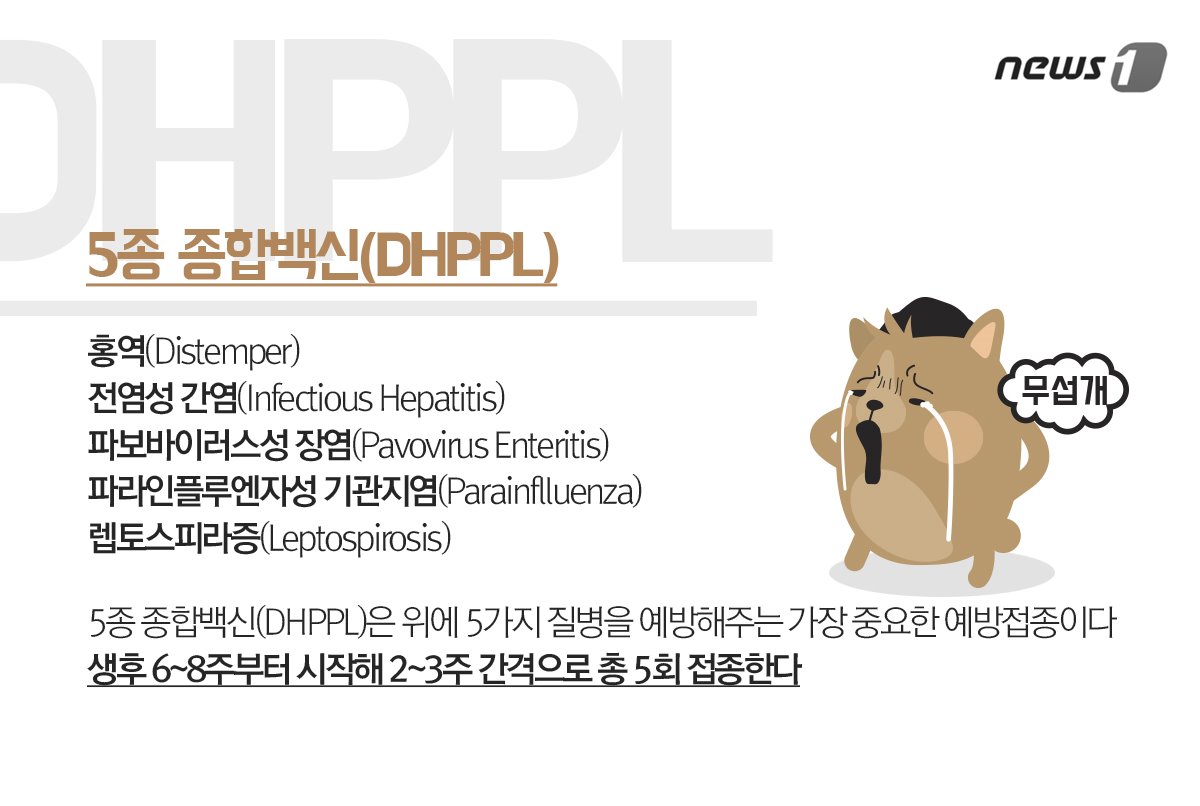 DHPPL
news1
5종 종합백신(DHPPL)
홍역(Distemper)
전염성 간염(Infectious Hepatitis)
파보바이러스성 장염(Pavovirus Enteritis)
파라인플루엔자성 기관지염(Parainflluenza)
렙토스피라증(Leptospirosis)
무섭개
5종 종합백신(DHPPL)은 위에 5가지 질병을 예방해주는 가장 중요한 예방접종이다
생후 6~8주부터 시작해 2~3주 간격으로 총 5회 접종한다